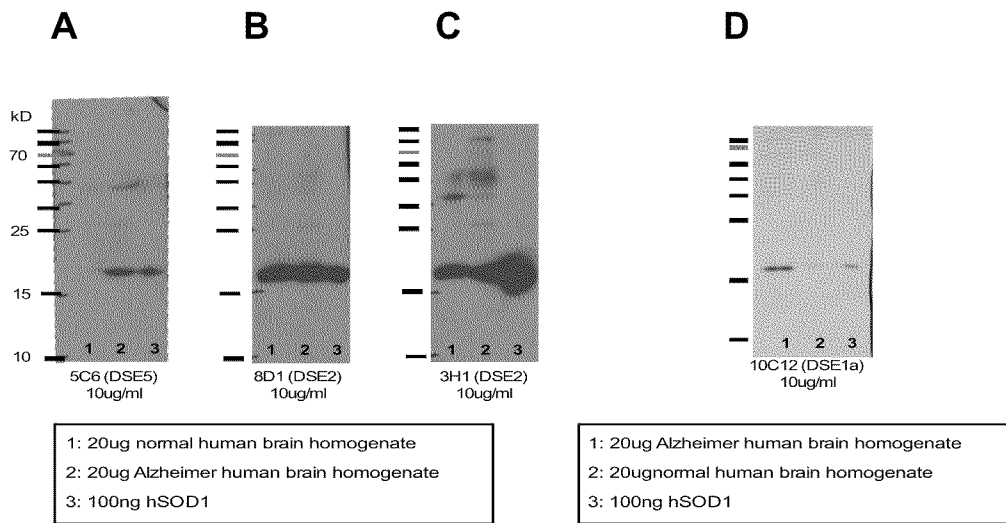 A B C D
kD
70
25
15
10
1 2 3
1 2 3
1 2 3
1 2 3
5C6 (DSE5)
10ug/ml
8D1 (DSE2)
10ug/ml
3H1 (DSE2)
10ug/ml
10C12 (DSE1a)
10ug/ml
1: 20ug normal human brain homogenate
2: 20ug Alzheimer human brain homogenate
3: 100ng hSOD1
1: 20ug Alzheimer human brain homogenate
2: 20ugnormal human brain homogenate
3: 100ng hSOD1